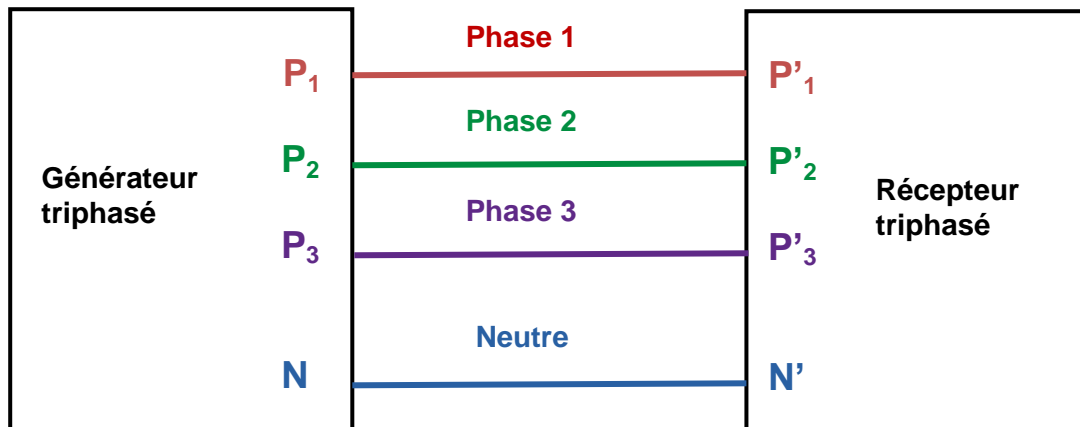 Phase 1
P₁ P’₁
Phase 2
P₂ P’₂
Générateur
triphasé
Récepteur
triphasé
Phase 3
P₃ P’₃
Neutre
N N’